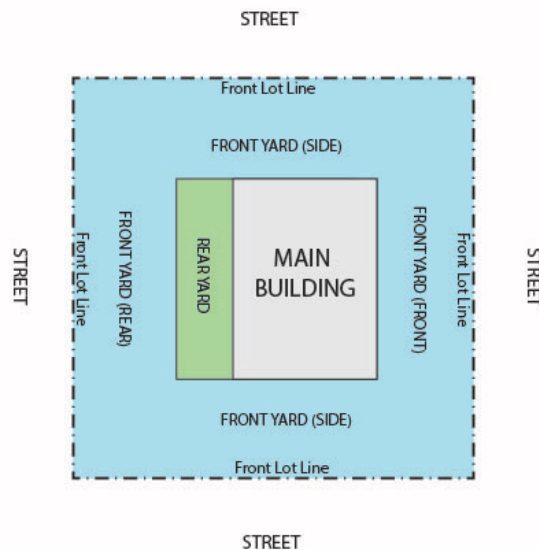 STREET
Front Lot Line
FRONT YARD (SIDE)
STREET
Front Lot Line
FRONT YARD (REAR)
REAR YARD
MAIN
BUILDING
FRONT YARD (FRONT)
Front Lot Line
STREET
FRONT YARD (SIDE)
Front Lot Line
STREET